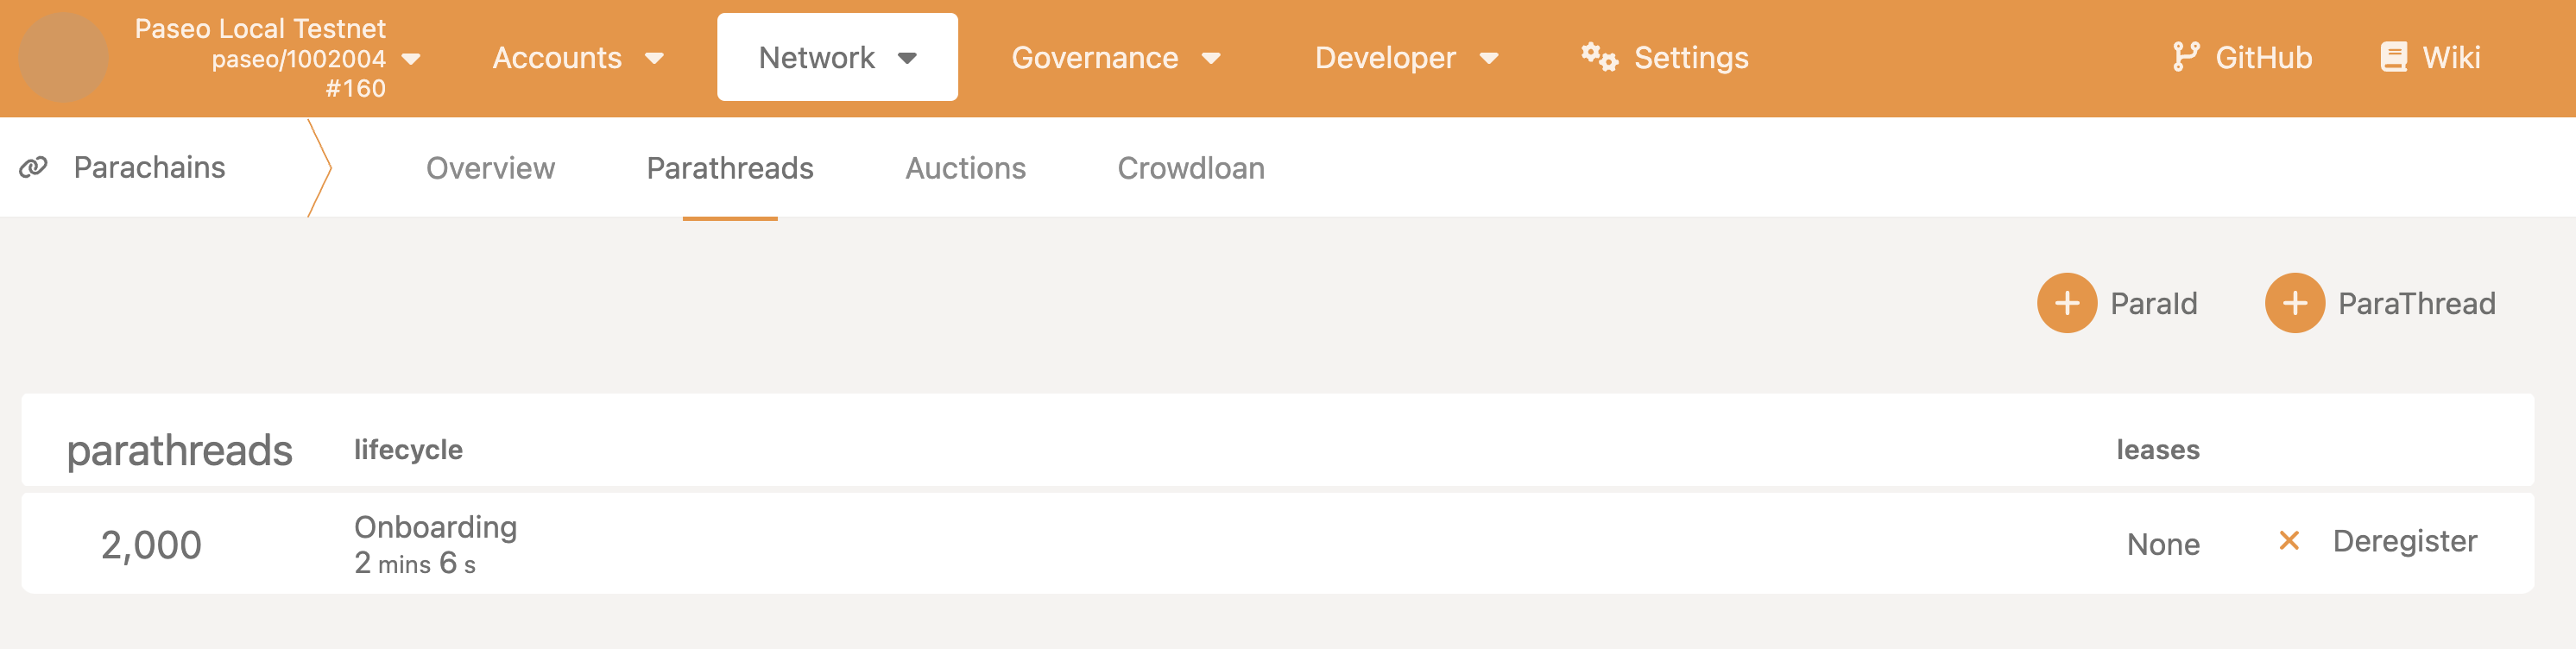 Paseo Local Testnet
paseo/1002004
#160
Accounts
Network
Governance
Developer
Settings
GitHub
Wiki
Parachains
Overview
Parathreads
Auctions
Crowdloan
ParaId
ParaThread
parathreads lifecycle leases
2,000 Onboarding None Deregister
2 mins 6 s